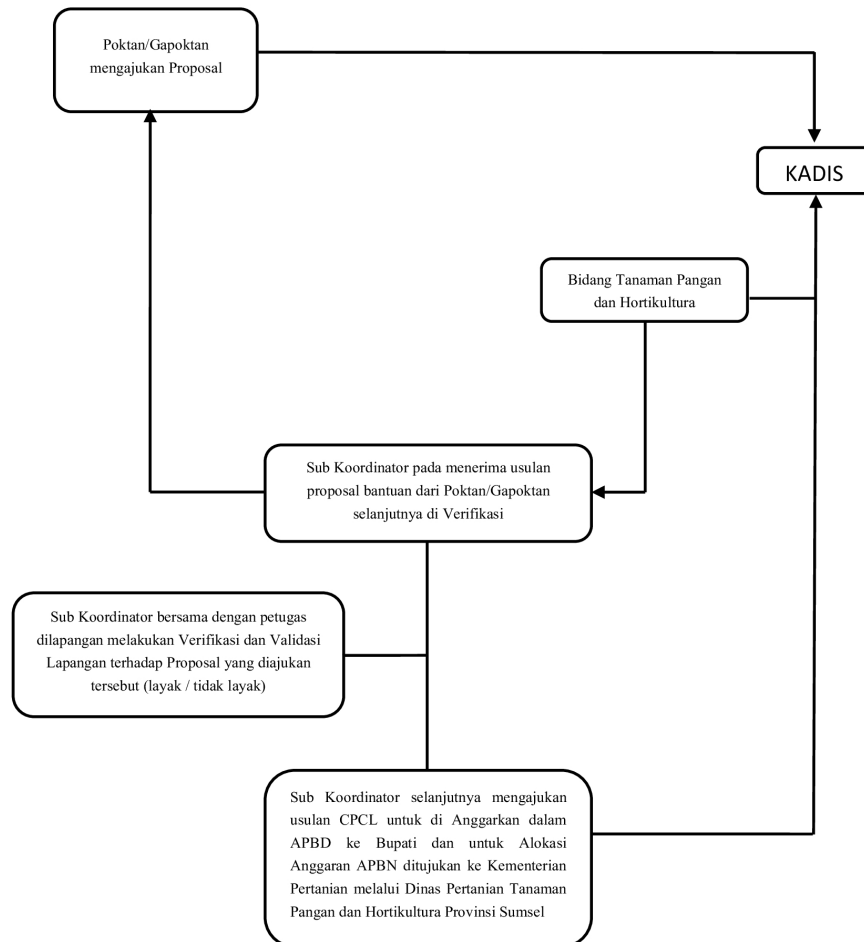 Poktan/Gapoktan
mengajukan Proposal
KADIS
Bidang Tanaman Pangan
dan Hortikultura
Sub Koordinator pada menerima usulan
proposal bantuan dari Poktan/Gapoktan
selanjutnya di Verifikasi
Sub Koordinator bersama dengan petugas
dilapangan melakukan Verifikasi dan Validasi
Lapangan terhadap Proposal yang diajukan
tersebut (layak / tidak layak)
Sub Koordinator selanjutnya mengajukan
usulan CPCL untuk di Anggarkan dalam
APBD ke Bupati dan untuk Alokasi
Anggaran APBN ditujukan ke Kementerian
Pertanian melalui Dinas Pertanian Tanaman
Pangan dan Hortikultura Provinsi Sumsel